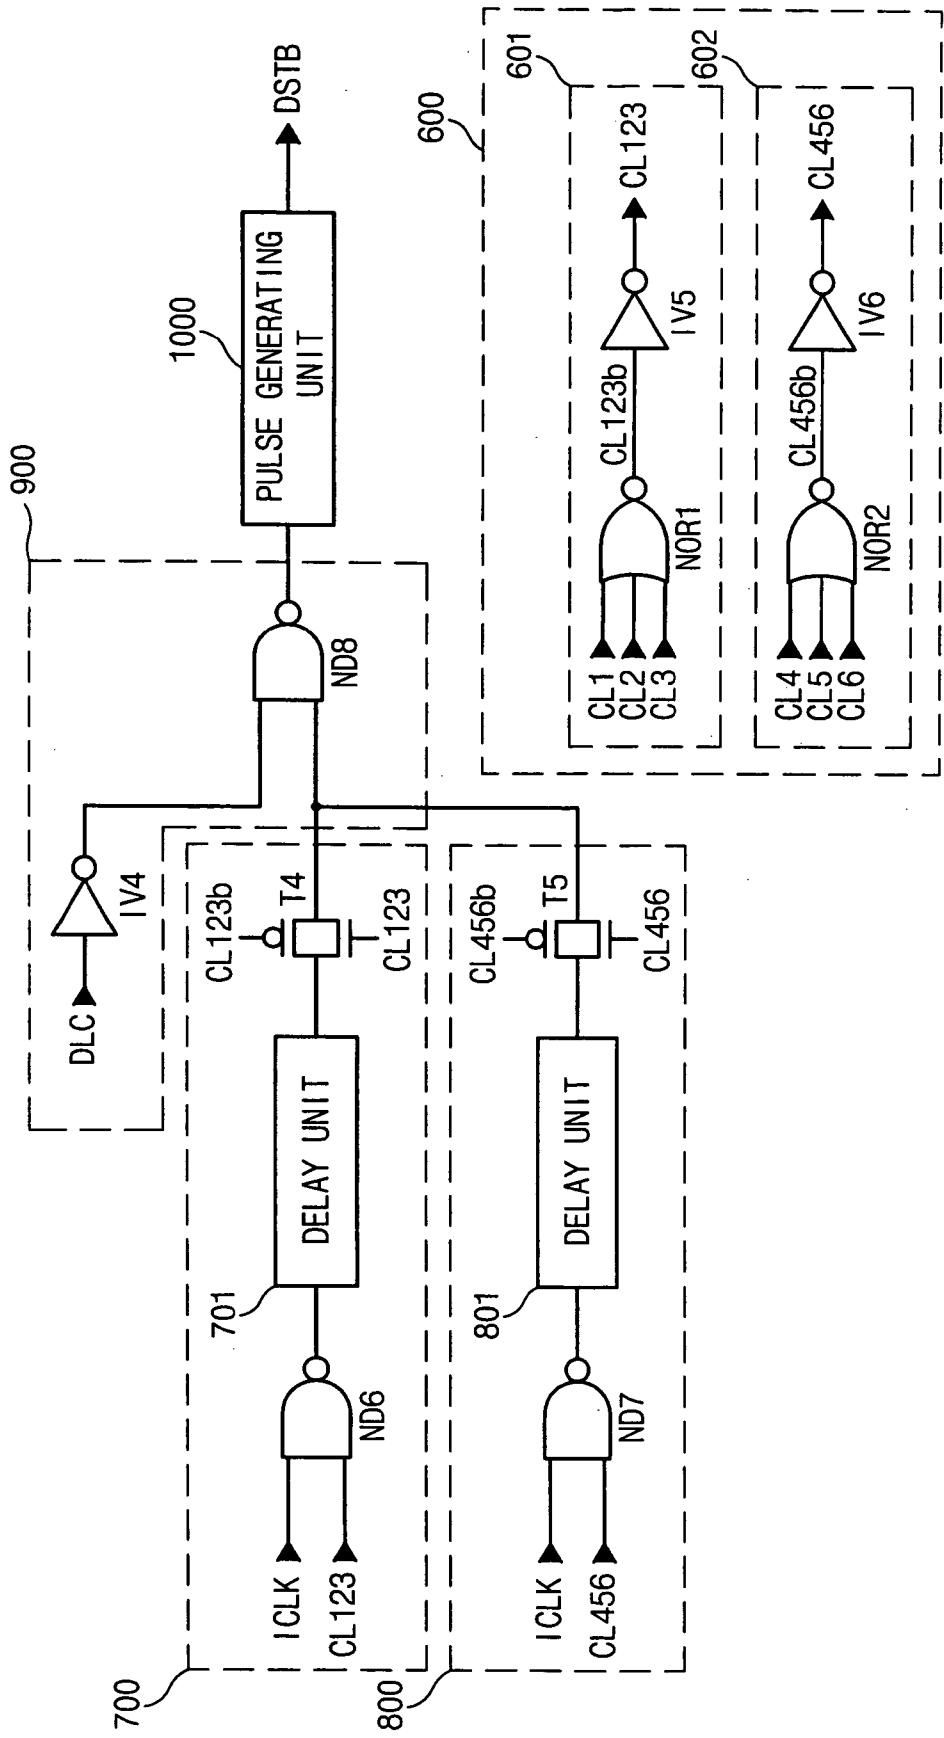 900
DLC
IV4
ND8
1000
PULSE GENERATING
UNIT
DSTB
700
ICLK
CL123
ND6
701
DELAY UNIT
CL123b
T4
CL123
800
ICLK
CL456
ND7
801
DELAY UNIT
CL456b
T5
CL456
600
601
CL1
CL2
CL3
NOR1
CL123b
IV5
CL123
602
CL4
CL5
CL6
NOR2
CL456b
IV6
CL456